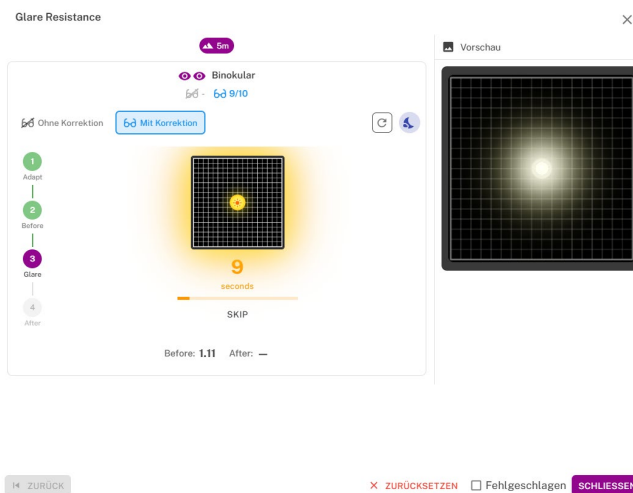 Glare Resistance
5m
Vorschau
Binokular
- 9/10
Ohne Korrektion Mit Korrektion
1
Adapt
2
Before
3
Glare
4
After
9
seconds
SKIP
Before: 1.11 After: —
ZURÜCK
ZURÜCKSETZEN Fehlgeschlagen SCHLIESSEN